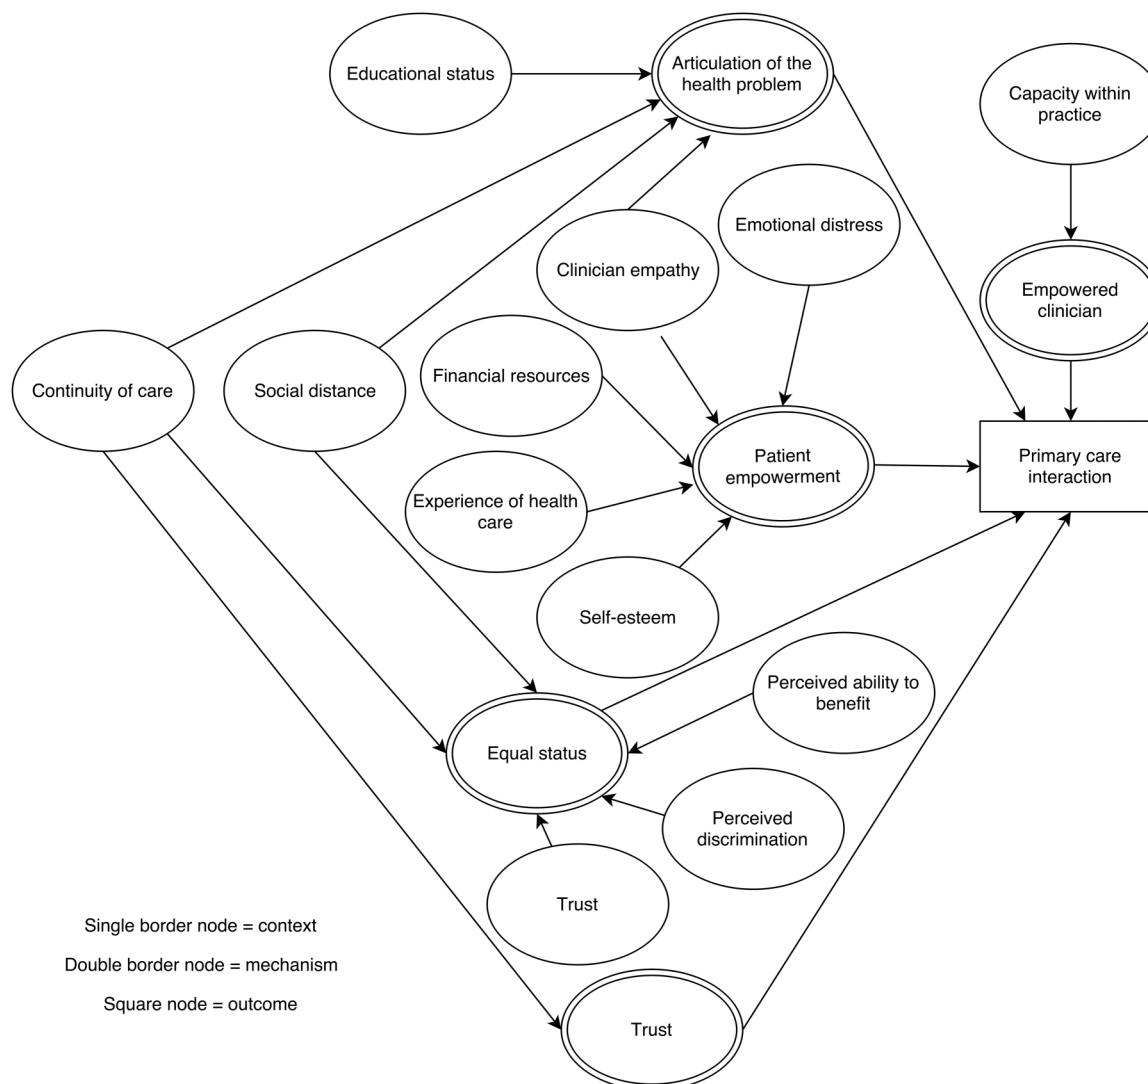 Educational status
Articulation of the
health problem
Capacity within
practice
Emotional distress
Clinician empathy
Empowered
clinician
Continuity of care
Social distance
Financial resources
Patient
empowerment
Primary care
interaction
Experience of health
care
Self-esteem
Perceived ability to
benefit
Equal status
Perceived
discrimination
Trust
Single border node = context
Double border node = mechanism
Square node = outcome
Trust